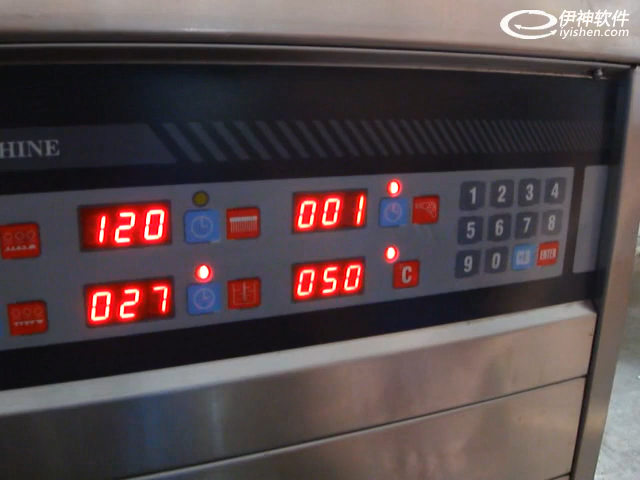 伊神软件
iyishen.com
HINE
120 001
027 050 C
1 2 3 4
5 6 7 8
9 0 CLR ENTER